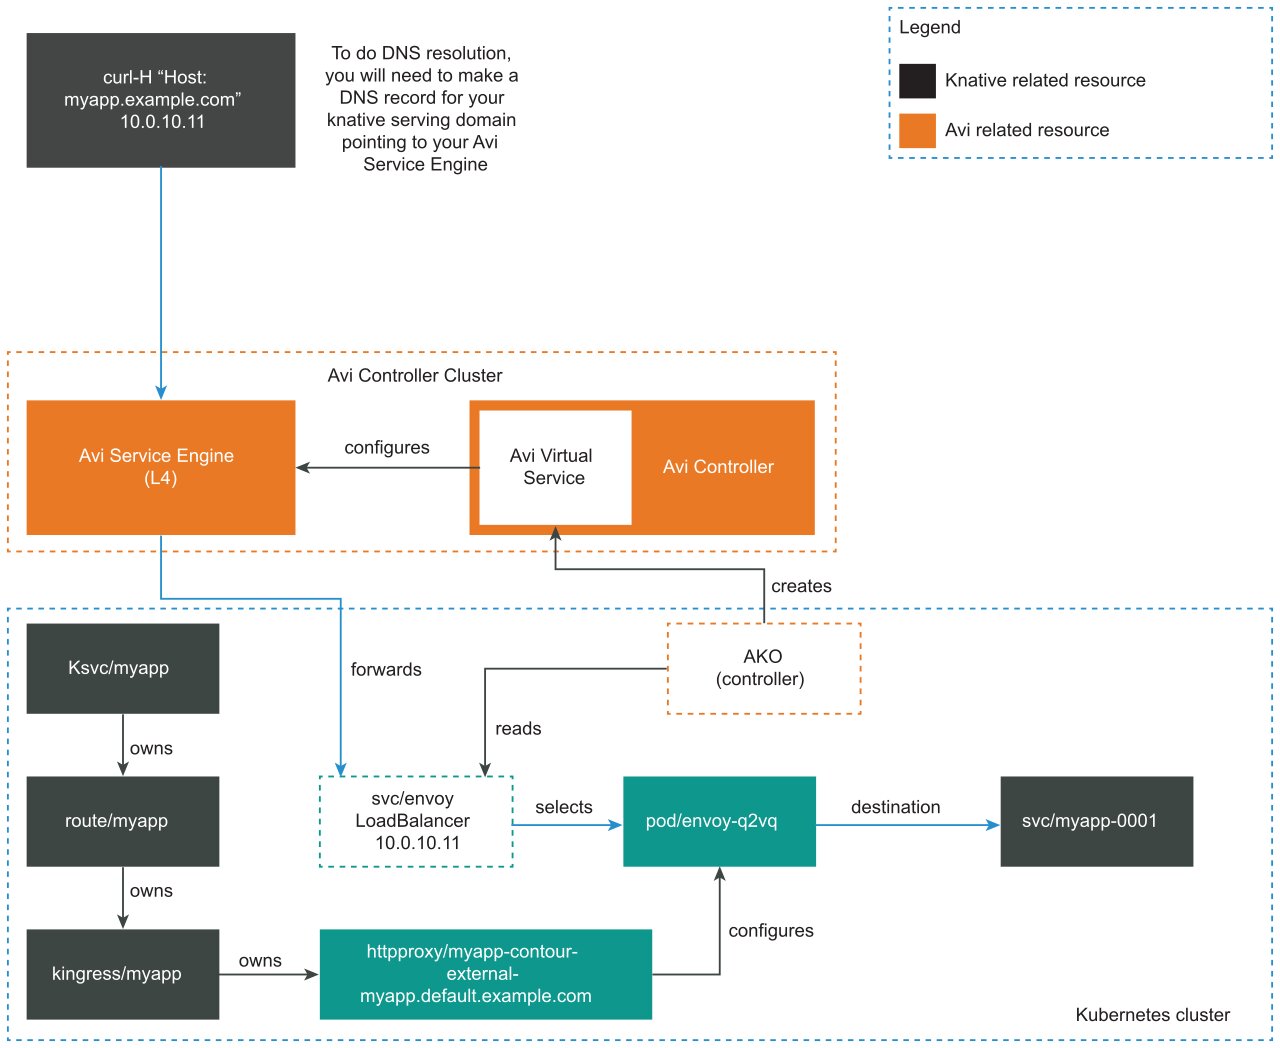 curl-H “Host:
myapp.example.com”
10.0.10.11
To do DNS resolution,
you will need to make a
DNS record for your
knative serving domain
pointing to your Avi
Service Engine
Legend
Knative related resource
Avi related resource
Avi Controller Cluster
Avi Service Engine
(L4)
configures
Avi Virtual
Service
Avi Controller
creates
Ksvc/myapp
forwards
AKO
(controller)
owns
reads
route/myapp
svc/envoy
LoadBalancer
10.0.10.11
selects
pod/envoy-q2vq
destination
svc/myapp-0001
owns
kingress/myapp
owns
httpproxy/myapp-contour-
external-
myapp.default.example.com
configures
Kubernetes cluster